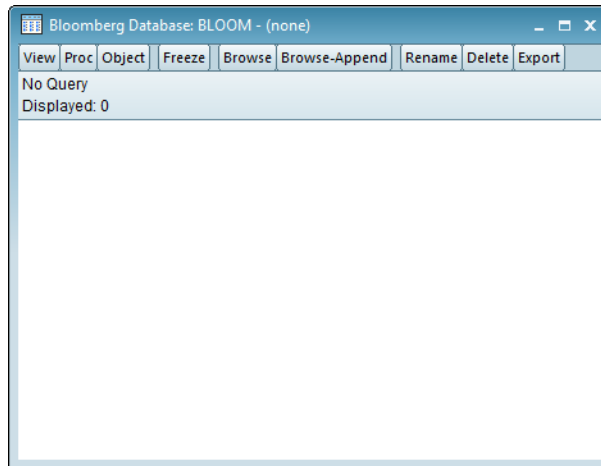 Bloomberg Database: BLOOM - (none)
View Proc Object Freeze Browse Browse-Append Rename Delete Export
No Query
Displayed: 0